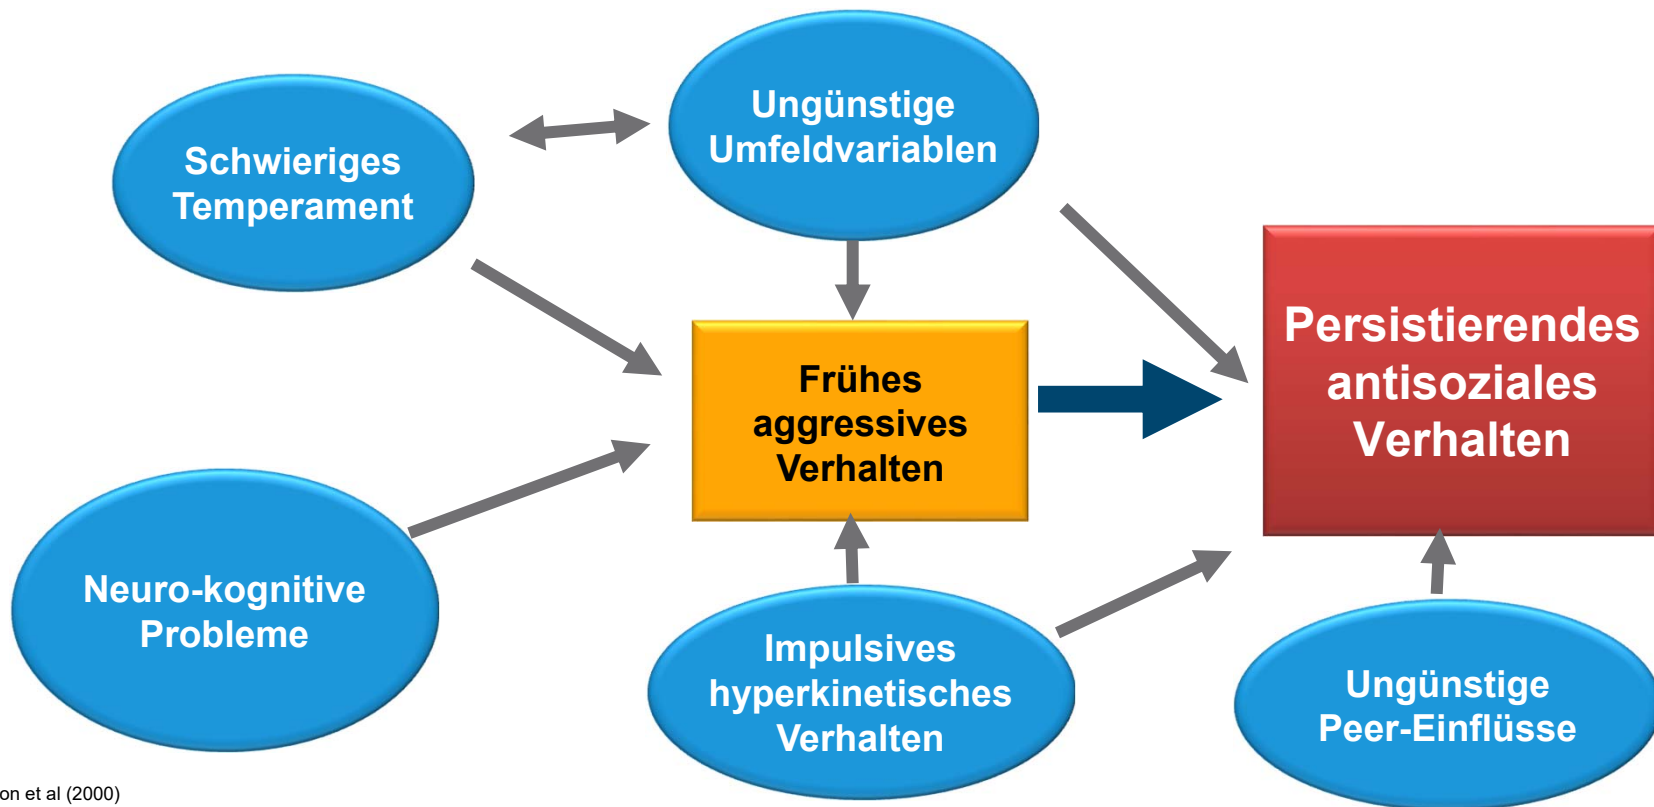 Ungünstige
Umfeldvariablen
Schwieriges
Temperament
Persistierendes
antisoziales
Verhalten
Frühes
aggressives
Verhalten
Neuro-kognitive
Probleme
Impulsives
hyperkinetisches
Verhalten
Ungünstige
Peer-Einflüsse
on et al (2000)